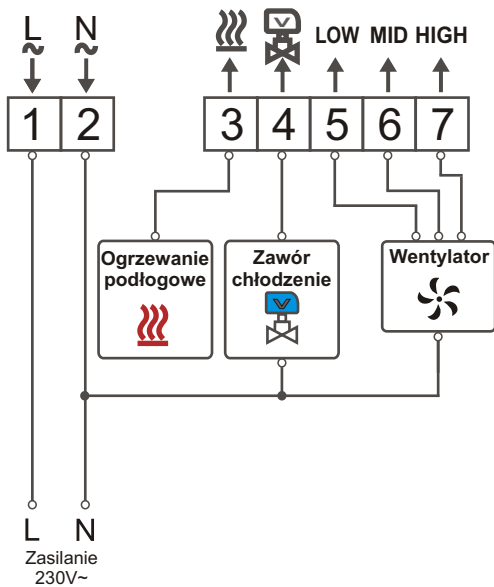 L N
LOW MID HIGH
1 2 3 4 5 6 7
Ogrzewanie
podłogowe
Zawór
chłodzenie
Wentylator
L N
Zasilanie
230V~